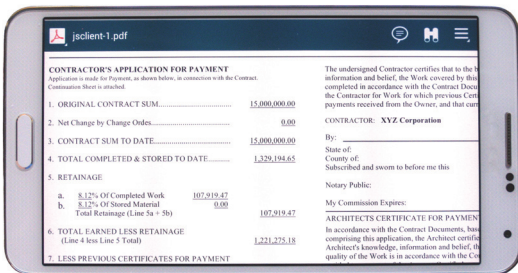 jsclient-1.pdf
CONTRACTOR'S APPLICATION FOR PAYMENT
Application is made for Payment, as shown below, in connection with the Contract.
Continuation Sheet is attached.
1. ORIGINAL CONTRACT SUM............................ 15,000,000.00
2. Net Change by Change Ordes............................ 0.00
3. CONTRACT SUM TO DATE............................ 15,000,000.00
4. TOTAL COMPLETED & STORED TO DATE......... 1,329,194.65
5. RETAINAGE
a. 8.12% Of Completed Work 107,919.47
b. 8.12% Of Stored Material 0.00
Total Retainage (Line 5a + 5b) 107,919.47
6. TOTAL EARNED LESS RETAINAGE
(Line 4 less Line 5 Total) 1,221,275.18
7. LESS PREVIOUS CERTIFICATES FOR PAYMENT
The undersigned Contractor certifies that to the b
information and belief, the Work covered by this
completed in accordance with the Contract Docu
the Contractor for Work for which previous Certi
payments received from the Owner, and that curr
CONTRACTOR: XYZ Corporation
By:
State of:
County of:
Subscribed and sworn to before me this
Notary Public:
My Commission Expires:
ARCHITECTS CERTIFICATE FOR PAYMEN
In accordance with the Contract Documents, base
comprising this application, the Architect certifie
Architect's knowledge, information and belief, th
quality of the Work is in accordance with the Con